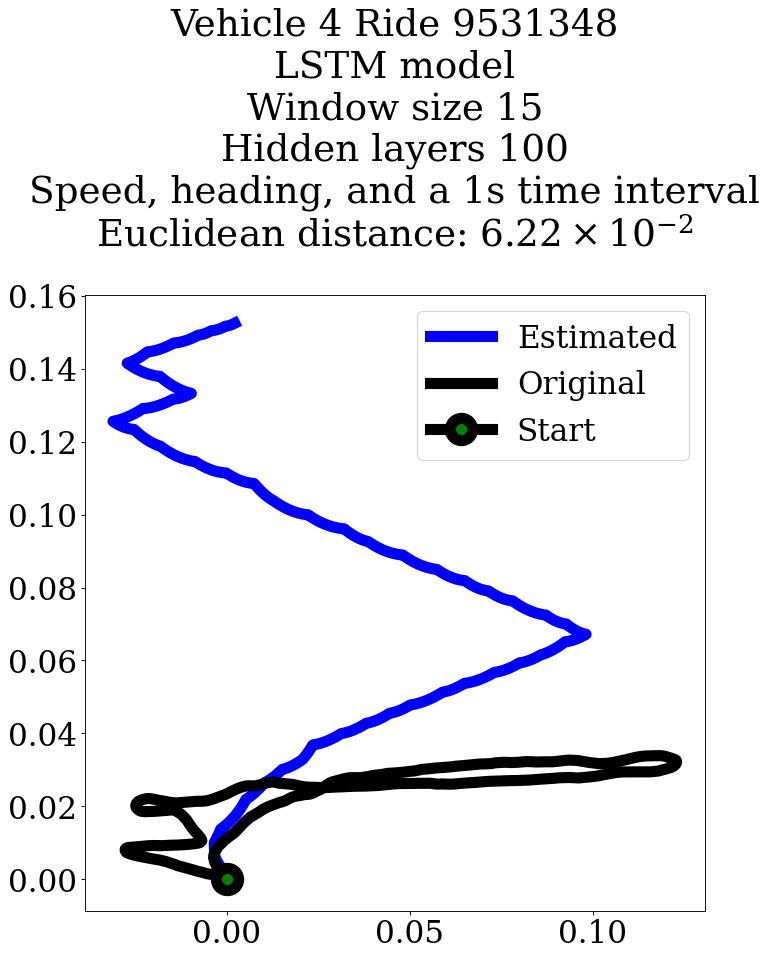 Vehicle 4 Ride 9531348
LSTM model
Window size 15
Hidden layers 100
Speed, heading, and a 1s time interval
Euclidean distance: 6.22 × 10⁻²
0.16
0.14
0.12
0.10
0.08
0.06
0.04
0.02
0.00
Estimated
Original
Start
0.00 0.05 0.10